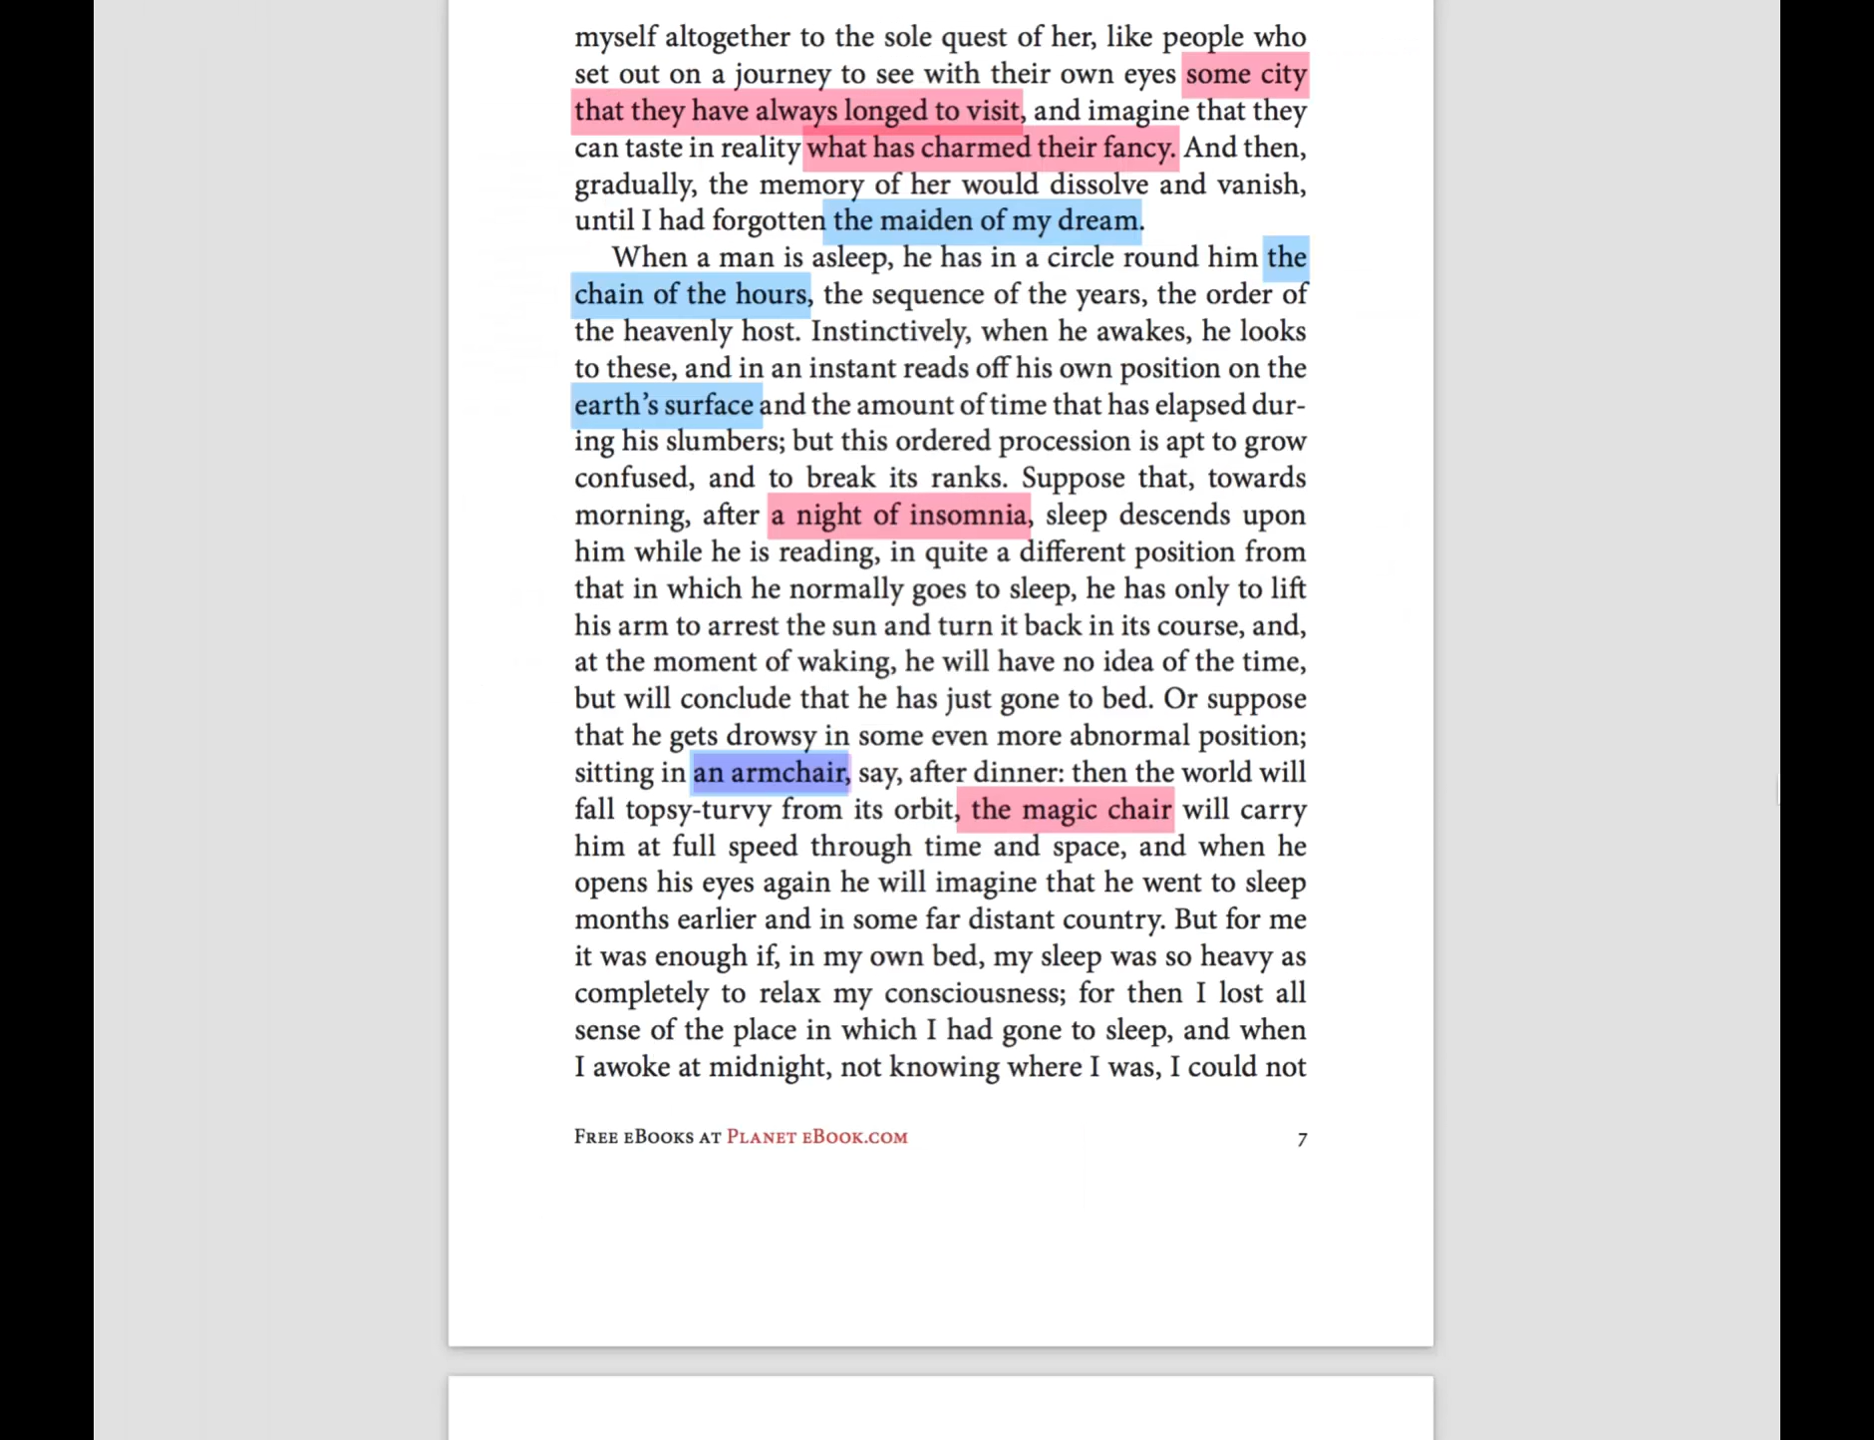 myself altogether to the sole quest of her, like people who
set out on a journey to see with their own eyes some city
that they have always longed to visit, and imagine that they
can taste in reality what has charmed their fancy. And then,
gradually, the memory of her would dissolve and vanish,
until I had forgotten the maiden of my dream.
When a man is asleep, he has in a circle round him the
chain of the hours, the sequence of the years, the order of
the heavenly host. Instinctively, when he awakes, he looks
to these, and in an instant reads off his own position on the
earth’s surface and the amount of time that has elapsed dur-
ing his slumbers; but this ordered procession is apt to grow
confused, and to break its ranks. Suppose that, towards
morning, after a night of insomnia, sleep descends upon
him while he is reading, in quite a different position from
that in which he normally goes to sleep, he has only to lift
his arm to arrest the sun and turn it back in its course, and,
at the moment of waking, he will have no idea of the time,
but will conclude that he has just gone to bed. Or suppose
that he gets drowsy in some even more abnormal position;
sitting in an armchair, say, after dinner: then the world will
fall topsy-turvy from its orbit, the magic chair will carry
him at full speed through time and space, and when he
opens his eyes again he will imagine that he went to sleep
months earlier and in some far distant country. But for me
it was enough if, in my own bed, my sleep was so heavy as
completely to relax my consciousness; for then I lost all
sense of the place in which I had gone to sleep, and when
I awoke at midnight, not knowing where I was, I could not
Free eBooks at Planet eBook.com 7